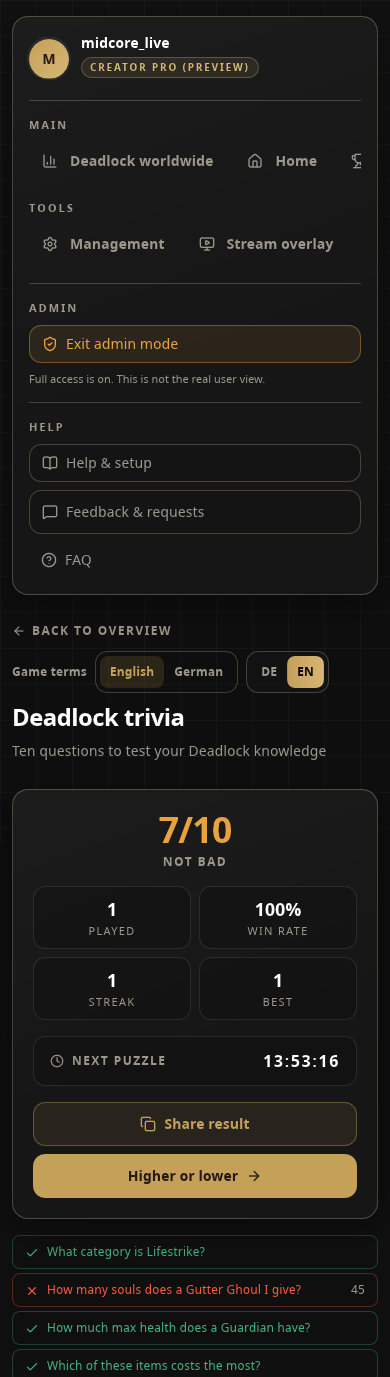 M
midcore_live
CREATOR PRO (PREVIEW)
MAIN
Deadlock worldwide
Home
TOOLS
Management
Stream overlay
ADMIN
Exit admin mode
Full access is on. This is not the real user view.
HELP
Help & setup
Feedback & requests
FAQ
BACK TO OVERVIEW
Game terms English German DE EN
Deadlock trivia
Ten questions to test your Deadlock knowledge
7/10
NOT BAD
1
PLAYED
100%
WIN RATE
1
STREAK
1
BEST
NEXT PUZZLE 13:53:16
Share result
Higher or lower
What category is Lifestrike?
How many souls does a Gutter Ghoul I give? 45
How much max health does a Guardian have?
Which of these items costs the most?